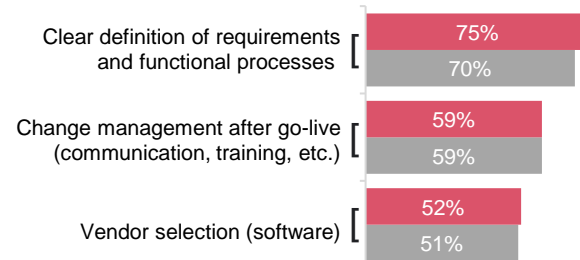 Clear definition of requirements
and functional processes
75%
70%
Change management after go-live
(communication, training, etc.)
59%
59%
Vendor selection (software)
52%
51%